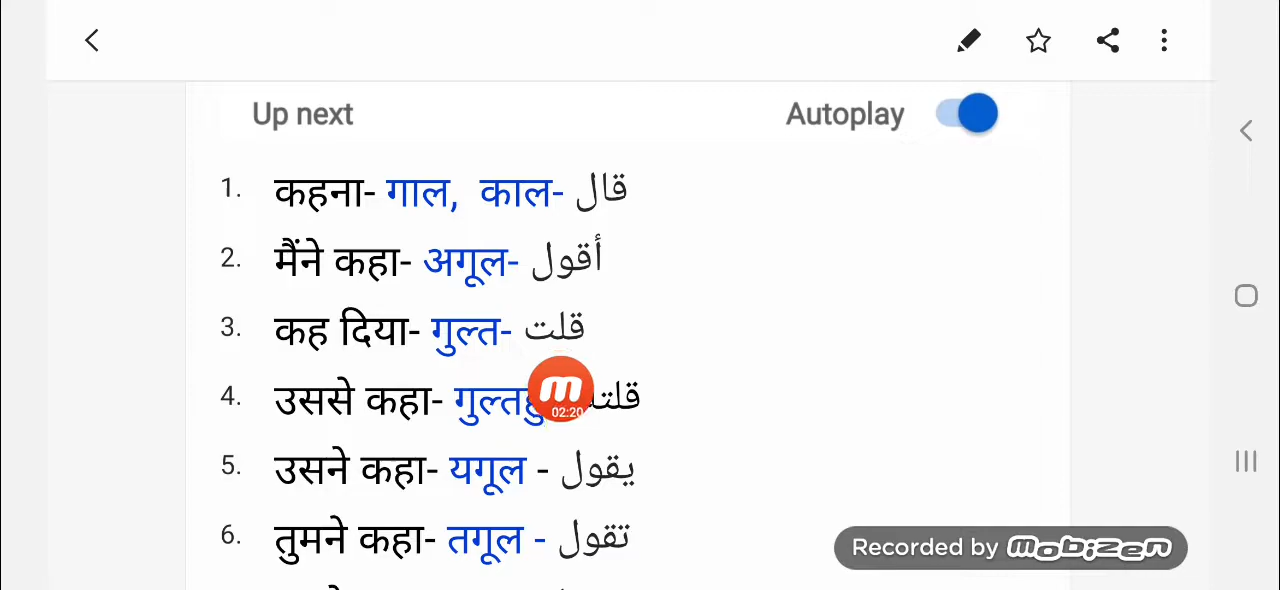 Up next Autoplay
1. कहना- गाल, काल- قال
2. मैंने कहा- अगूल- أقول
3. कह दिया- गुल्त- قلت
4. उससे कहा-
02:20
5. उसने कहा- यगूल - يقول
6. तुमने कहा- तगूल - تقول
Recorded by mobizen